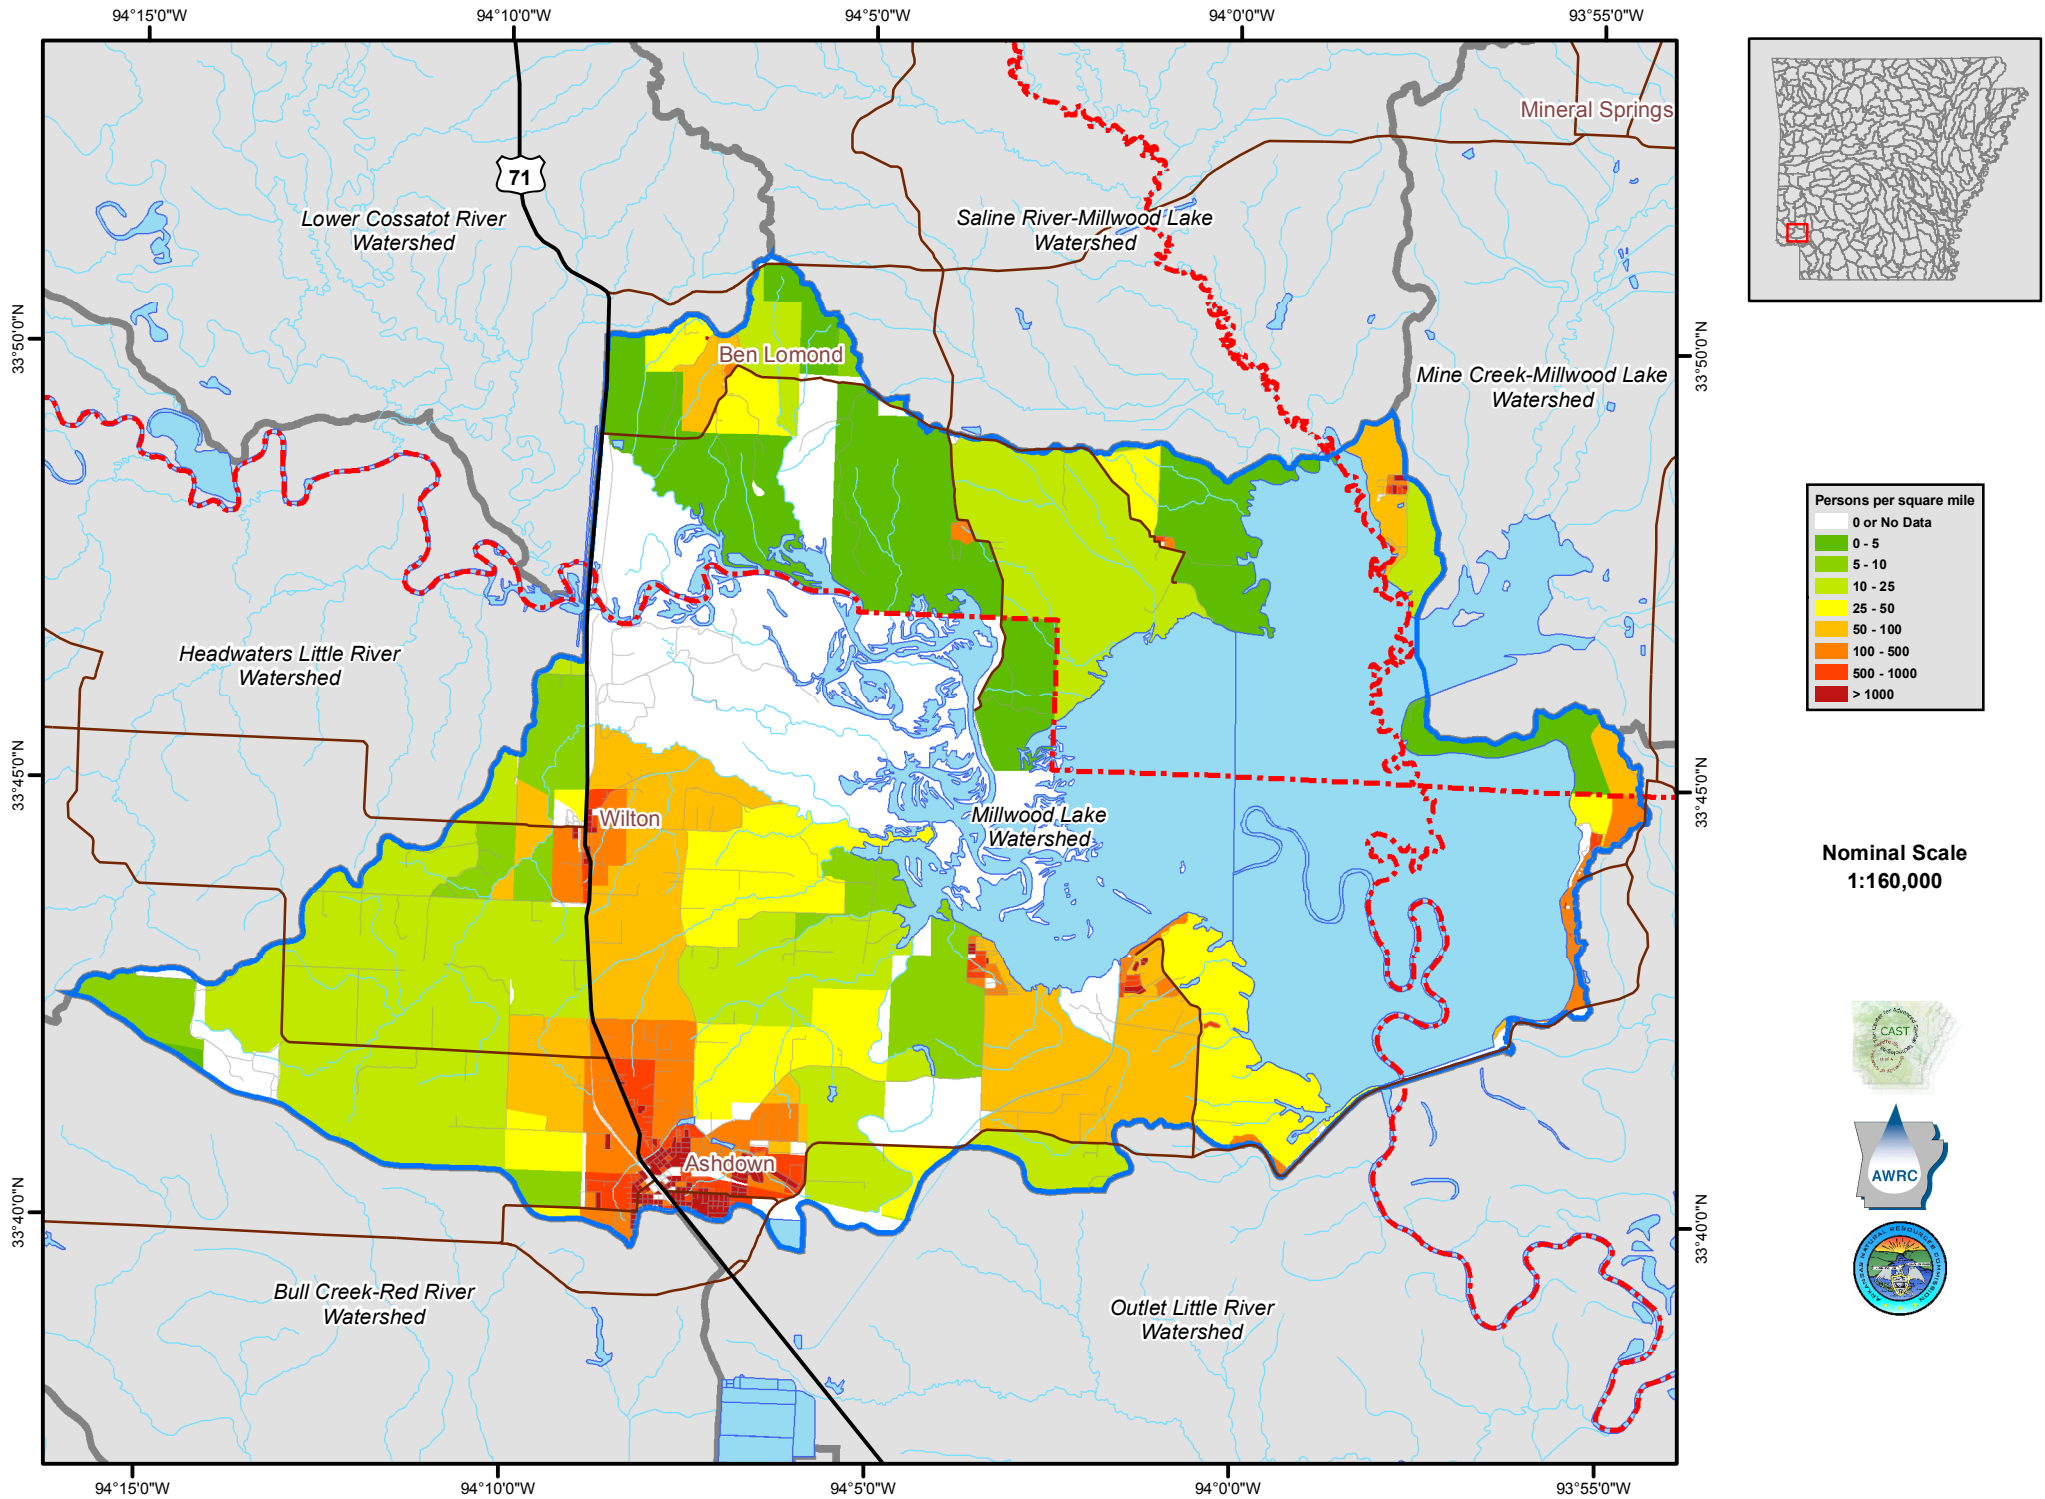 94°15'0"W
94°10'0"W
94°5'0"W
94°0'0"W
93°55'0"W
Mineral Springs
71
Lower Cossatot River
Watershed
Saline River-Millwood Lake
Watershed
33°50'0"N
33°50'0"N
Ben Lomond
Mine Creek-Millwood Lake
Watershed
Persons per square mile
0 or No Data
0 - 5
5 - 10
10 - 25
25 - 50
50 - 100
100 - 500
500 - 1000
> 1000
Headwaters Little River
Watershed
33°45'0"N
33°45'0"N
Wilton
Millwood Lake
Watershed
Nominal Scale
1:160,000
CAST
AWRC
Ashdown
33°40'0"N
33°40'0"N
ARKANSAS NATURAL RESOURCES COMMISSION
Bull Creek-Red River
Watershed
Outlet Little River
Watershed
94°15'0"W
94°10'0"W
94°5'0"W
94°0'0"W
93°55'0"W